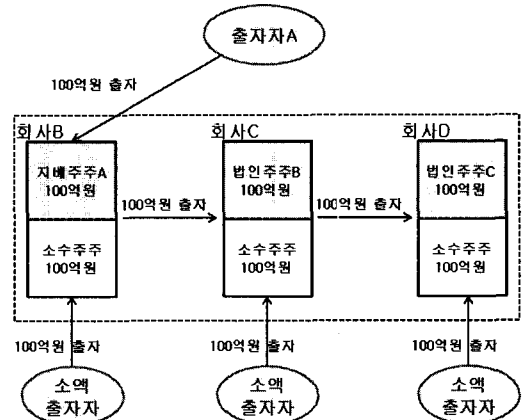 출자자A
100억원 출자
회사B
회사C
회사D
지배주주A
100억원
법인주주B
100억원
법인주주C
100억원
100억원 출자
100억원 출자
소수주주
100억원
소수주주
100억원
소수주주
100억원
100억원 출자
100억원 출자
100억원 출자
소액
출자자
소액
출자자
소액
출자자